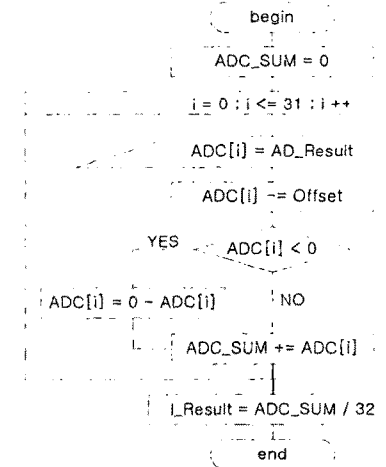 begin
ADC_SUM = 0
i = 0 : i <= 31 : i ++
ADC[i] = AD_Result
ADC[i] -= Offset
YES
ADC[i] < 0
ADC[i] = 0 - ADC[i]
NO
ADC_SUM += ADC[i]
I_Result = ADC_SUM / 32
end